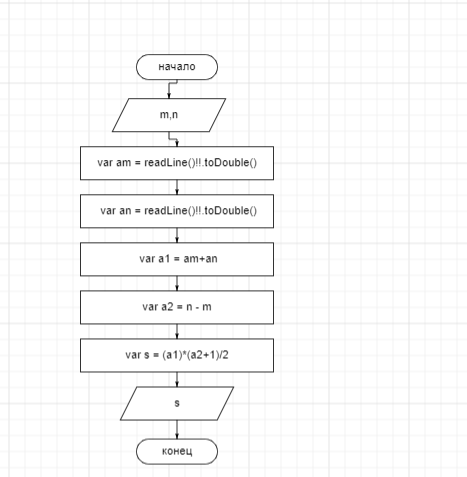 начало
m,n
var am = readLine()!!.toDouble()
var an = readLine()!!.toDouble()
var a1 = am+an
var a2 = n - m
var s = (a1)*(a2+1)/2
s
конец